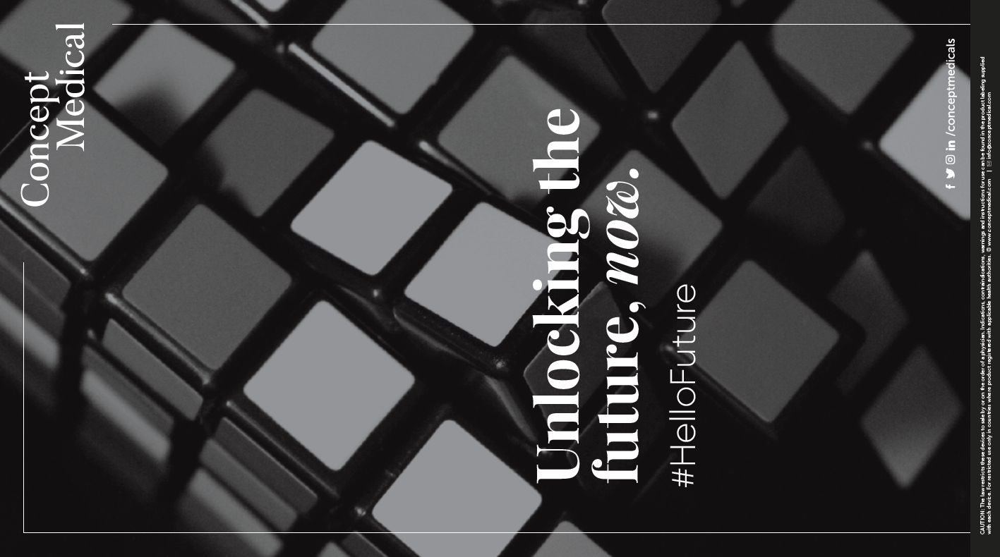 Concept
Medical
Unlocking the
future, now.
#HelloFuture
/conceptmedicals
CAUTION: The law restricts these devices to sale by or on the order of a physician. Indications, contraindications, warnings and instructions for use can be found in the product labeling supplied
with each device. For restricted use only in countries where product registered with applicable health authorities. www.conceptmedical.com | info@conceptmedical.com